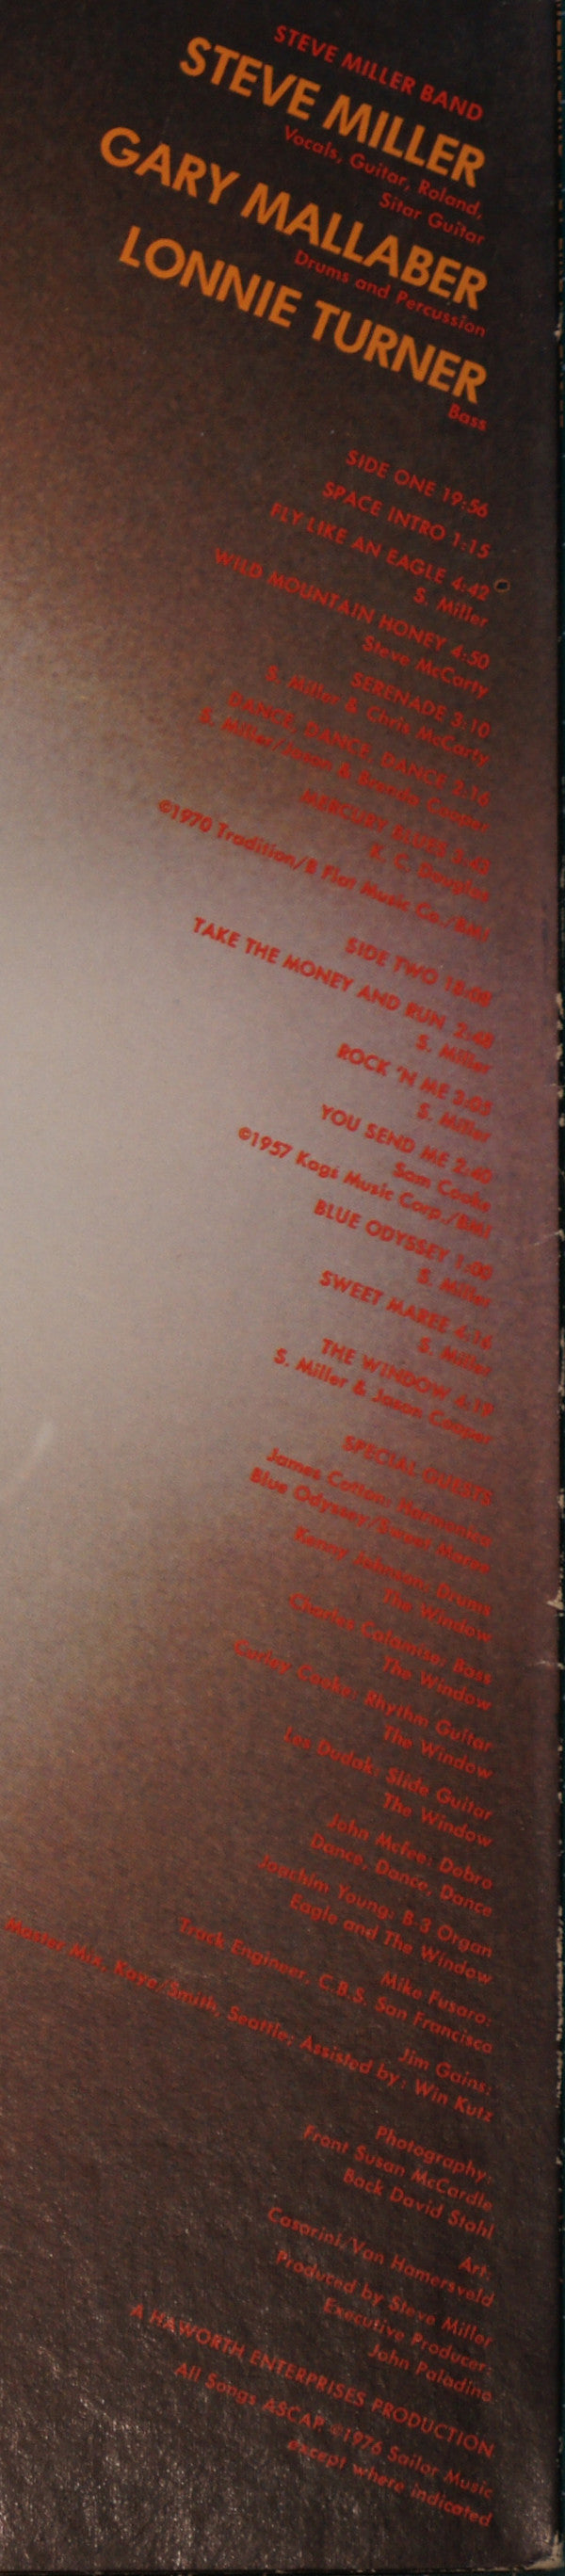 STEVE MILLER BAND
STEVE MILLER
Vocals, Guitar, Roland,
Sitar Guitar
GARY MALLABER
Drums and Percussion
LONNIE TURNER
Bass
SIDE ONE 19:56
SPACE INTRO 1:15
FLY LIKE AN EAGLE 4:42
S. Miller
WILD MOUNTAIN HONEY 4:50
Steve McCarty
SERENADE 3:10
S. Miller & Chris McCarty
DANCE, DANCE, DANCE 2:16
S. Miller/Jason & Brenda Cooper
MERCURY BLUES 3:43
K. C. Douglas
©1970 Tradition/B Flat Music Co./BMI
SIDE TWO
TAKE THE MONEY AND RUN 2:48
S. Miller
ROCK 'N ME 3:05
S. Miller
YOU SEND ME 2:40
Sam Cooke
©1957 Kags Music Corp./BMI
BLUE ODYSSEY 1:00
S. Miller
SWEET MAREE 4:16
S. Miller
THE WINDOW 4:19
S. Miller & Jason Cooper
SPECIAL GUESTS
James Cotton: Harmonica
Blue Odyssey/Sweet Maree
Kenny Johnson: Drums
The Window
Charles Calamise: Bass
The Window
Curley Cooke: Rhythm Guitar
The Window
Les Dudak: Slide Guitar
The Window
John McFee: Dobro
Dance, Dance, Dance
Joachim Young: B-3 Organ
Eagle and The Window
Mike Fusaro:
Track Engineer, C.B.S. San Francisco
Jim Gains:
Master Mix, Kaye/Smith, Seattle; Assisted by: Win Kutz
Photography:
Front Susan McCardle
Back David Stahl
Art:
Casarini/Van Hamersveld
Produced by Steve Miller
Executive Producer:
John Paladino
A HAWORTH ENTERPRISES PRODUCTION
All Songs ASCAP ©1976 Sailor Music
except where indicated